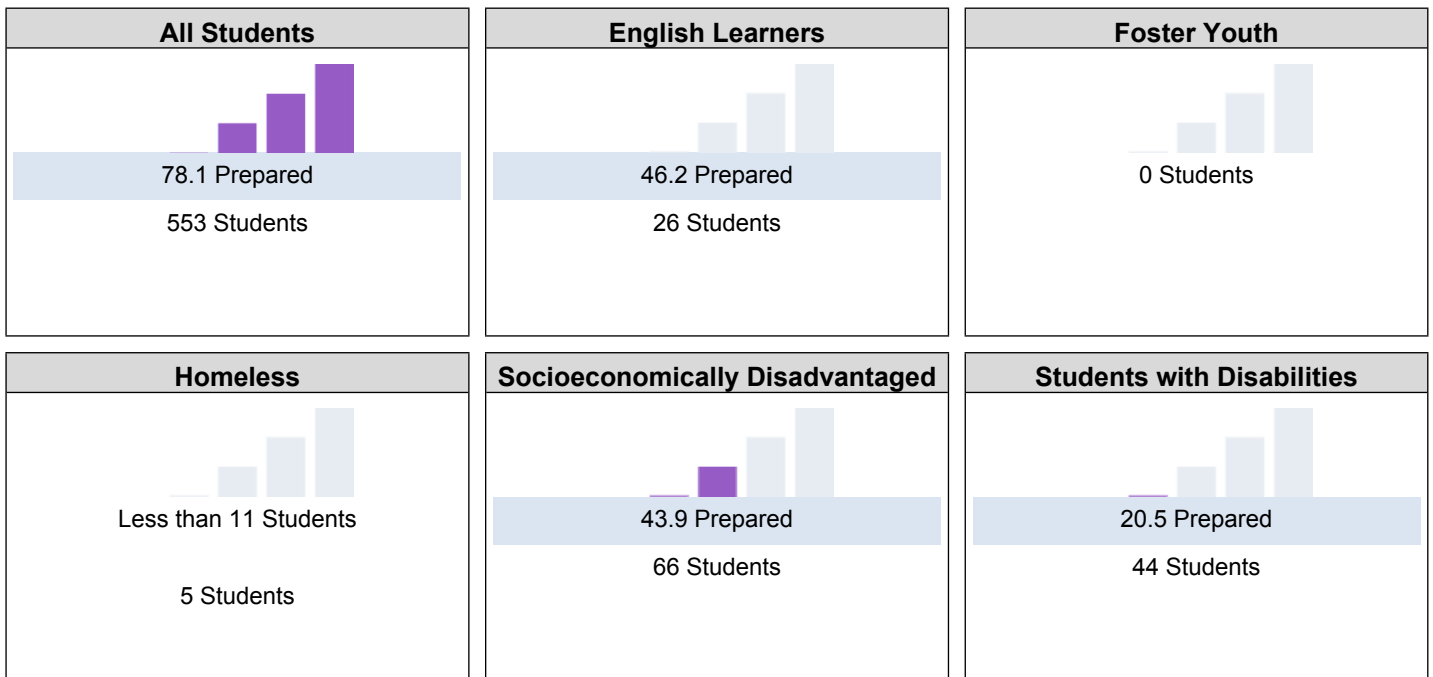 All Students
78.1 Prepared
553 Students
English Learners
46.2 Prepared
26 Students
Foster Youth
0 Students
Homeless
Less than 11 Students
5 Students
Socioeconomically Disadvantaged
43.9 Prepared
66 Students
Students with Disabilities
20.5 Prepared
44 Students